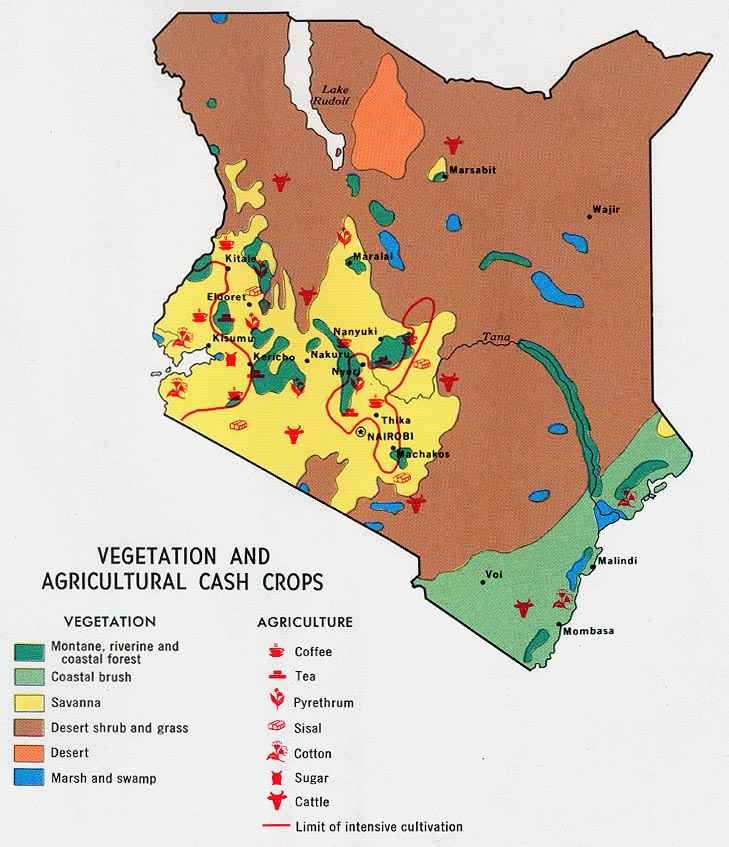 Lake
Rudolf
Marsabit
Wajir
Kitale
Maralal
Eldoret
Nanyuki
Tana
Kisumu
Kericho
Nakuru
Nyeri
Thika
NAIROBI
Machakos
VEGETATION AND
AGRICULTURAL CASH CROPS
Malindi
Voi
Mombasa
VEGETATION
Montane, riverine and
coastal forest
Coastal brush
Savanna
Desert shrub and grass
Desert
Marsh and swamp
AGRICULTURE
Coffee
Tea
Pyrethrum
Sisal
Cotton
Sugar
Cattle
Limit of intensive cultivation